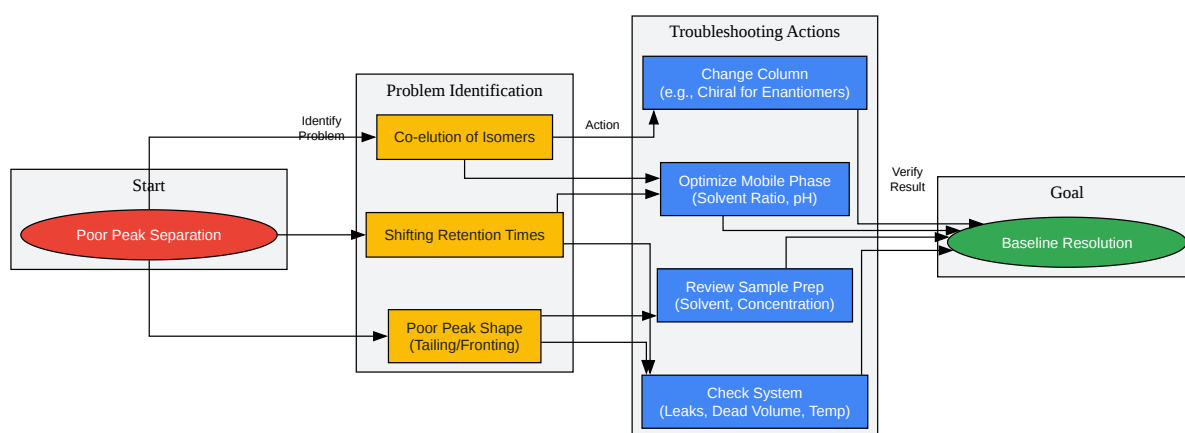 Start
Poor Peak Separation
Identify
Problem
Problem Identification
Co-elution of Isomers
Shifting Retention Times
Poor Peak Shape
(Tailing/Fronting)
Action
Troubleshooting Actions
Change Column
(e.g., Chiral for Enantiomers)
Optimize Mobile Phase
(Solvent Ratio, pH)
Review Sample Prep
(Solvent, Concentration)
Check System
(Leaks, Dead Volume, Temp)
Verify
Result
Goal
Baseline Resolution